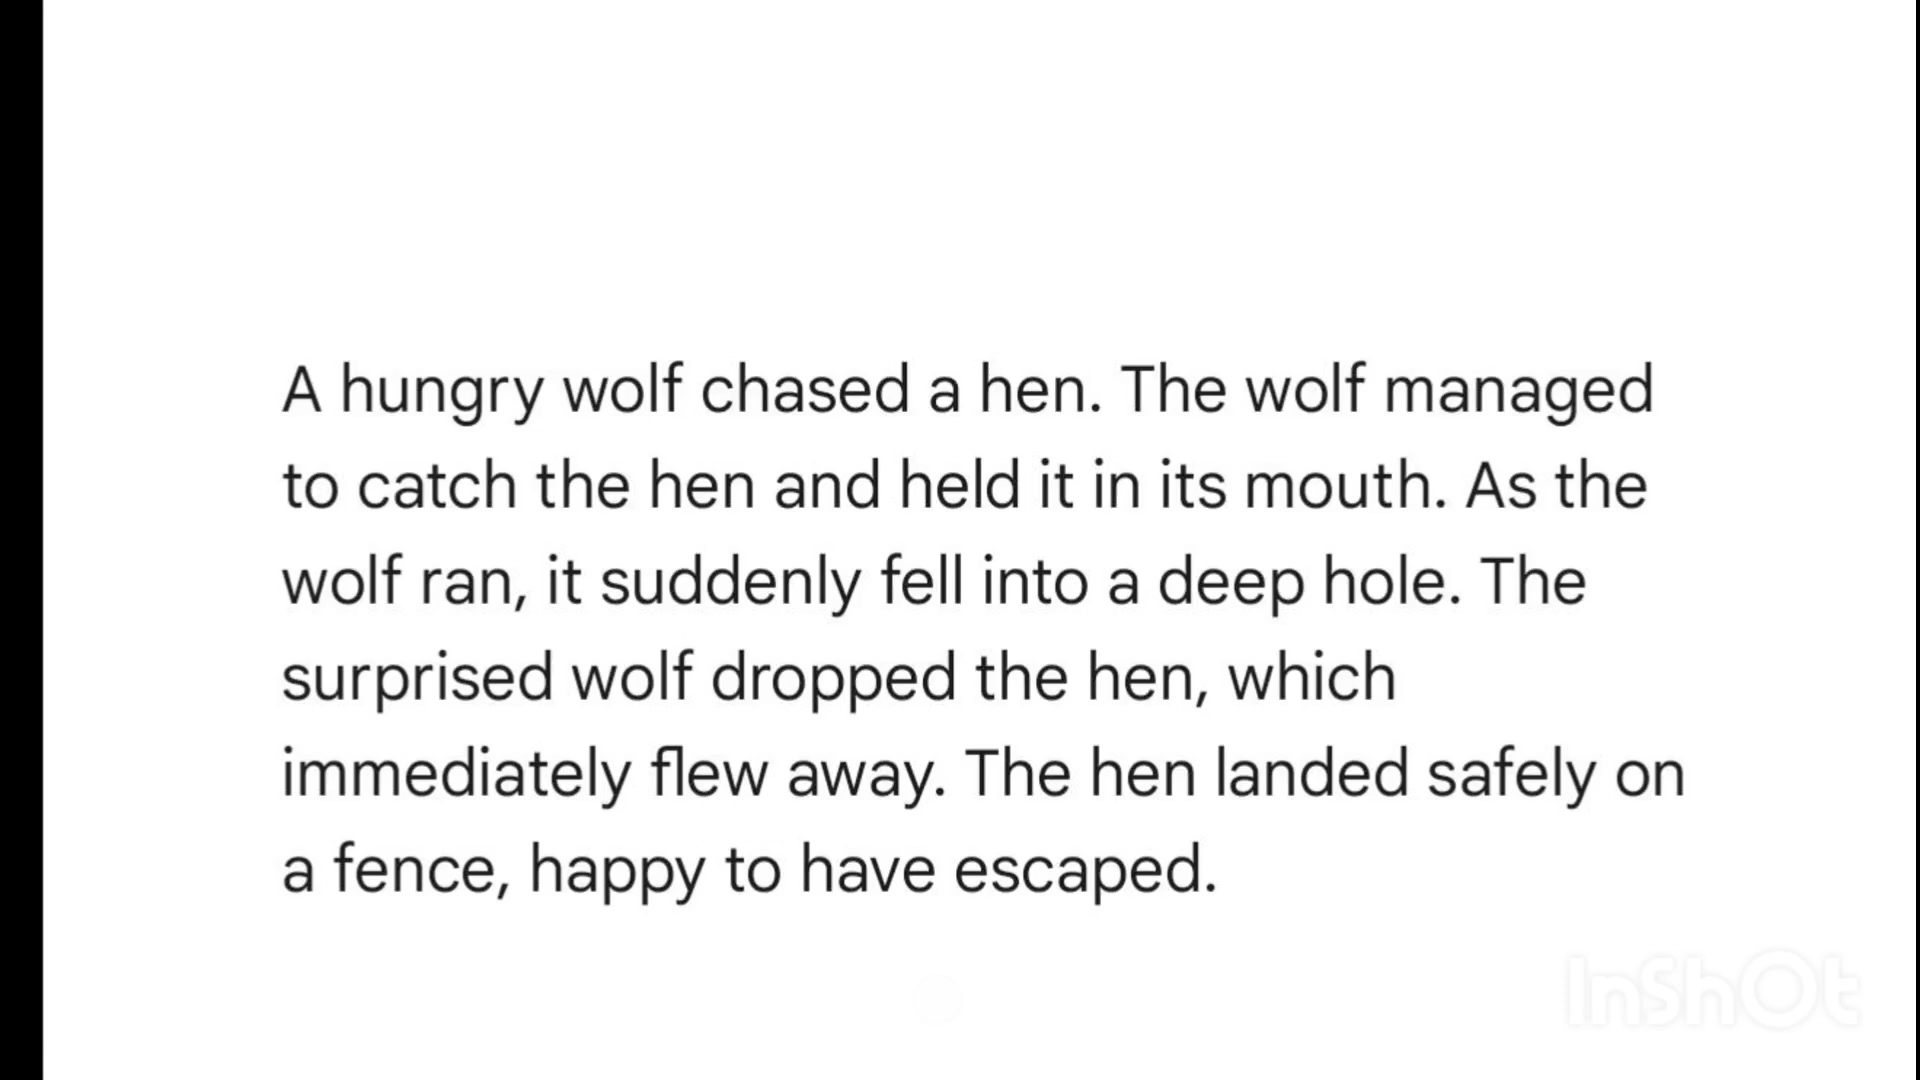 A hungry wolf chased a hen. The wolf managed
to catch the hen and held it in its mouth. As the
wolf ran, it suddenly fell into a deep hole. The
surprised wolf dropped the hen, which
immediately flew away. The hen landed safely on
a fence, happy to have escaped.
InShOt